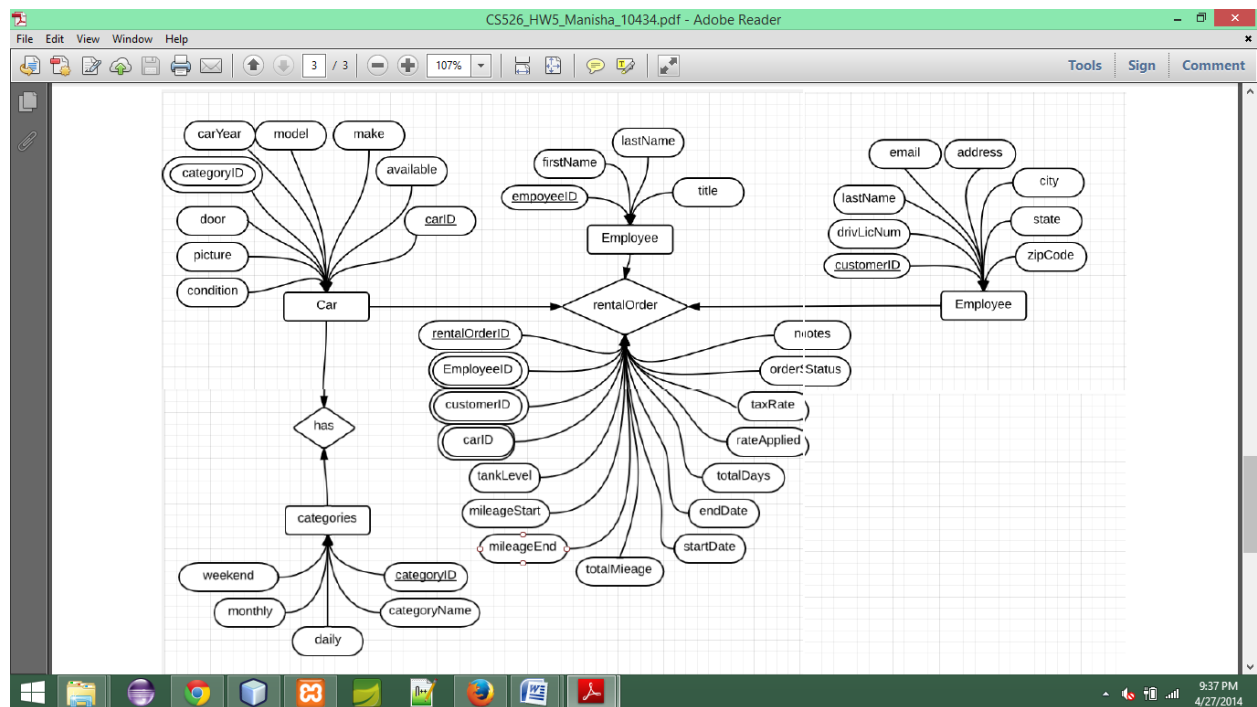 CS526_HW5_Manisha_10434.pdf - Adobe Reader
File Edit View Window Help
3 / 3 107% Tools Sign Comment
carYear
model
make
categoryID
available
door
carID
picture
condition
Car
lastName
firstName
empoyeeID
title
Employee
email
address
city
lastName
state
drivLicNum
zipCode
customerID
Employee
rentalOrder
rentalOrderID
EmployeeID
customerID
carID
tankLevel
mileageStart
mileageEnd
totalMieage
notes
orderStatus
taxRate
rateApplied
totalDays
endDate
startDate
has
categories
weekend
categoryID
monthly
categoryName
daily
9:37 PM
4/27/2014